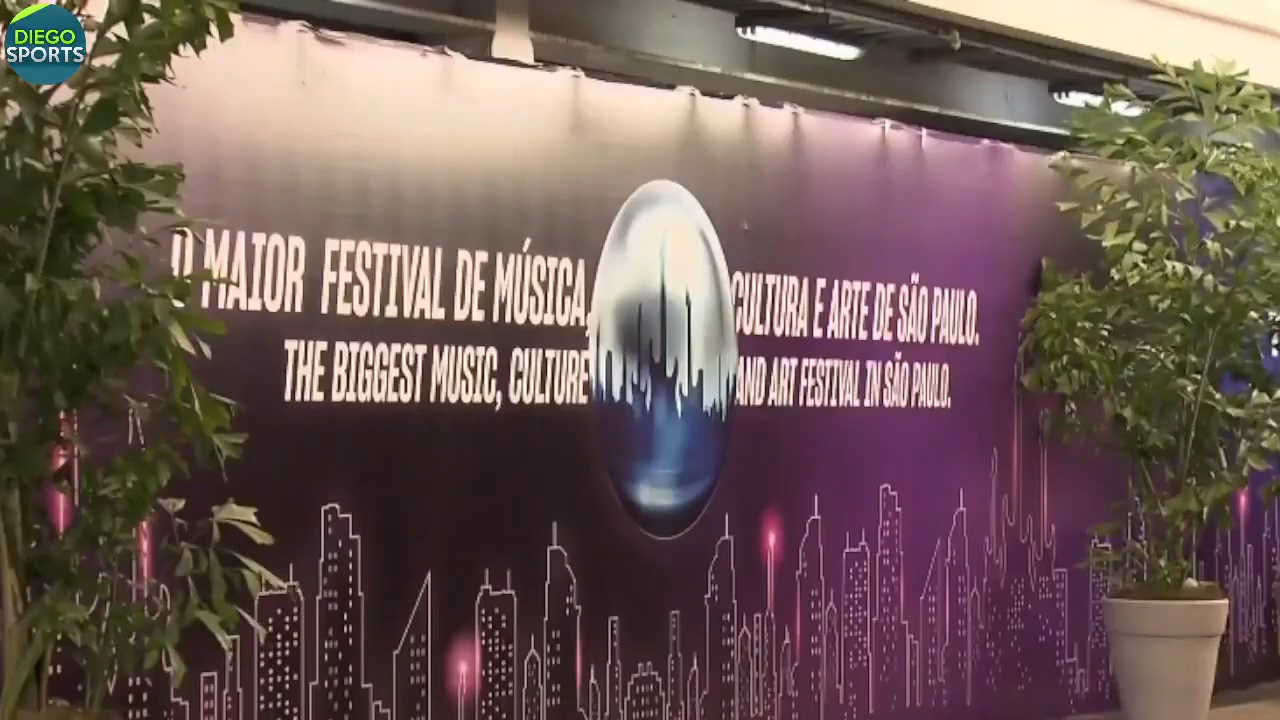 DIEGO
SPORTS
O MAIOR FESTIVAL DE MÚSICA, CULTURA E ARTE DE SÃO PAULO.
THE BIGGEST MUSIC, CULTURE AND ART FESTIVAL IN SÃO PAULO.